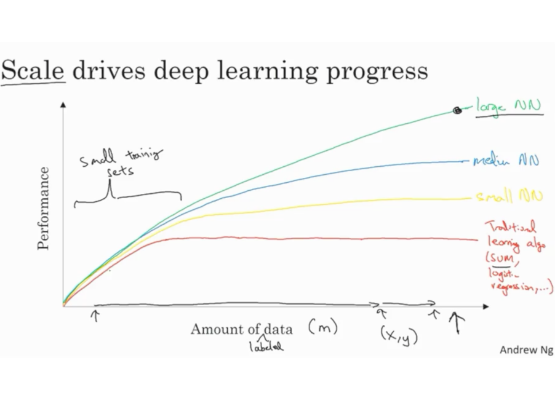 Scale drives deep learning progress
small training
sets
Performance
large NN
median NN
small NN
Traditional
learning algo
(SVM,
logistic
regression,...)
Amount of data (m)
labeled
(x,y)
Andrew Ng